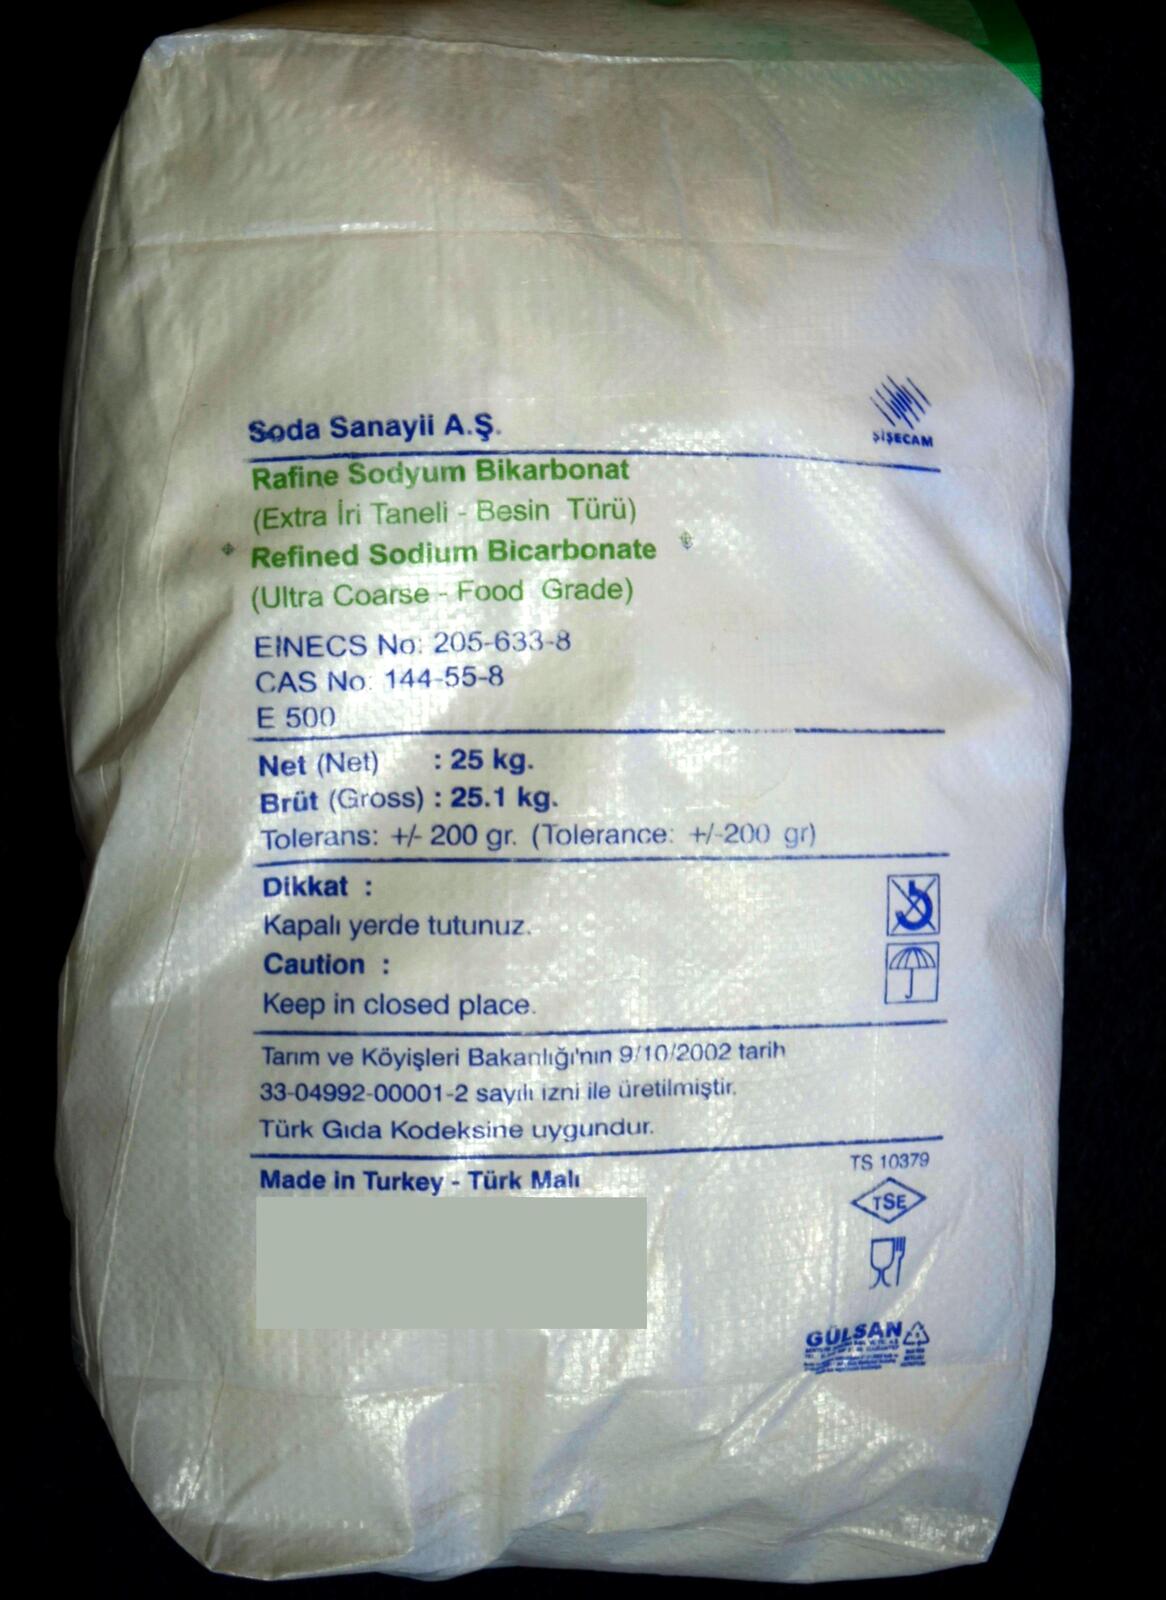 Soda Sanayii A.Ş.
ŞİŞECAM
Rafine Sodyum Bikarbonat
(Extra İri Taneli - Besin Türü)
Refined Sodium Bicarbonate
(Ultra Coarse - Food Grade)
EINECS No: 205-633-8
CAS No: 144-55-8
E 500
Net (Net) : 25 kg.
Brüt (Gross) : 25.1 kg.
Tolerans: +/- 200 gr. (Tolerance: +/-200 gr)
Dikkat :
Kapalı yerde tutunuz.
Caution :
Keep in closed place.
Tarım ve Köyişleri Bakanlığı'nın 9/10/2002 tarih
33-04992-00001-2 sayılı izni ile üretilmiştir.
Türk Gıda Kodeksine uygundur.
Made in Turkey - Türk Malı
TS 10379
TSE
GÜLSAN